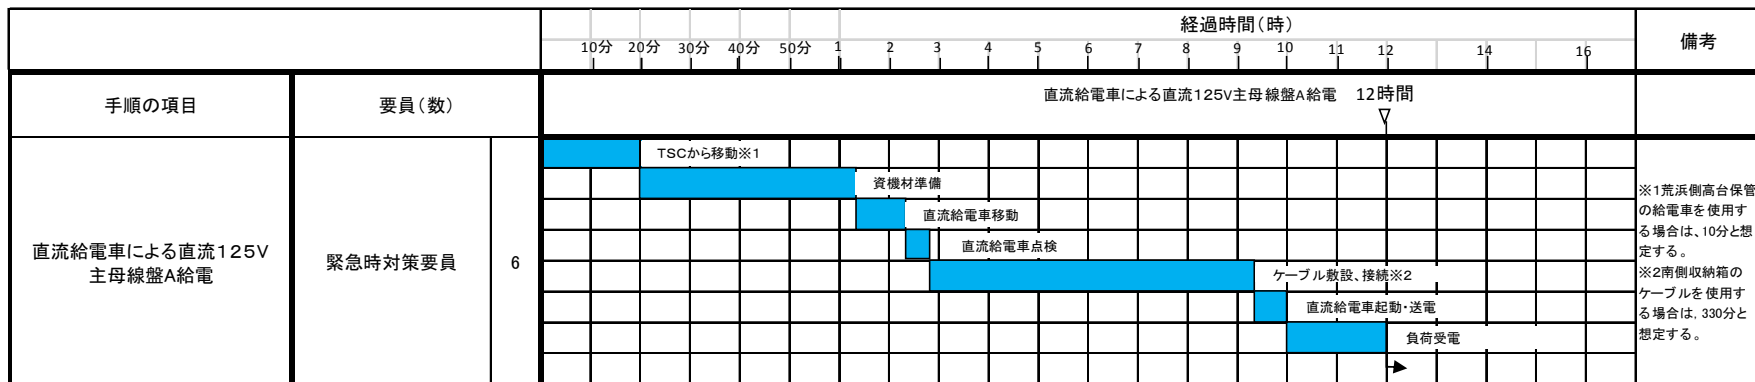 経過時間(時)
備考
10分 20分 30分 40分 50分 1 2 3 4 5 6 7 8 9 10 11 12 14 16
手順の項目
要員(数)
直流給電車による直流125V主母線盤A給電 12時間
直流給電車による直流125V
主母線盤A給電
緊急時対策要員
6
TSCから移動※1
資機材準備
直流給電車移動
直流給電車点検
ケーブル敷設、接続※2
直流給電車起動・送電
負荷受電
※1荒浜側高台保管
の給電車を使用す
る場合は、10分と想
定する。
※2南側収納箱の
ケーブルを使用す
る場合は、330分と
想定する。